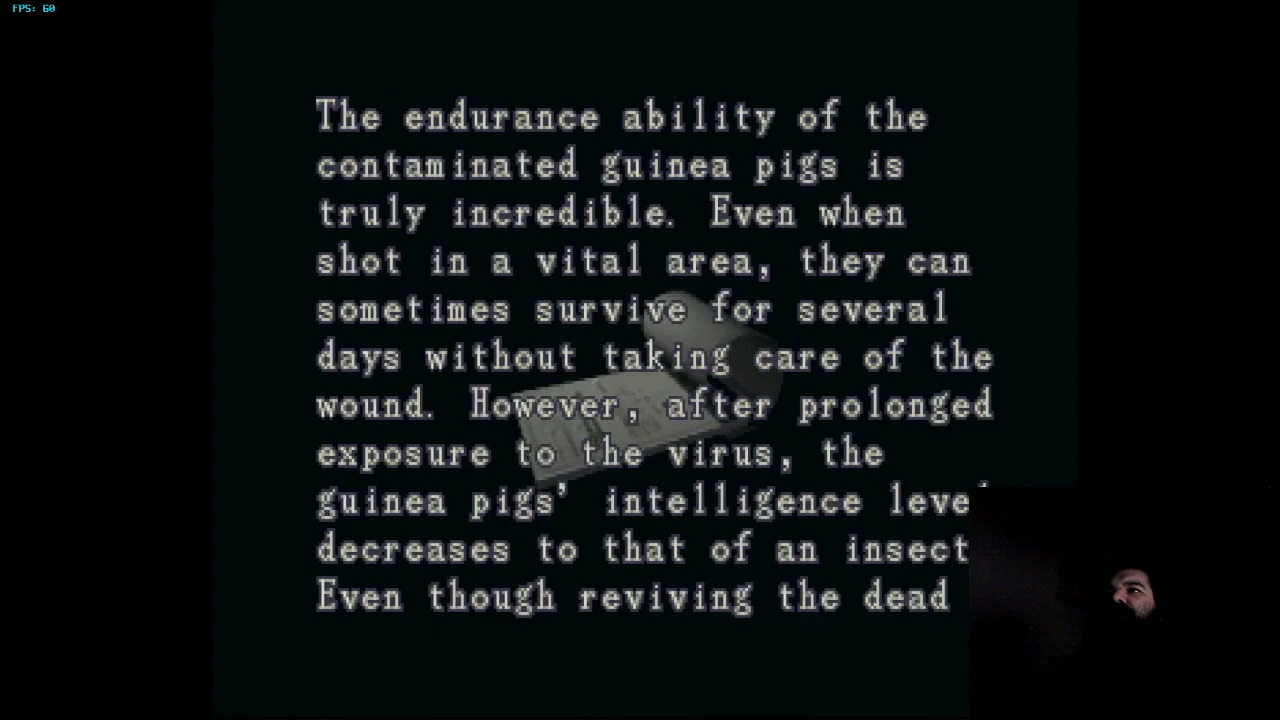 FPS: 60
The endurance ability of the
contaminated guinea pigs is
truly incredible. Even when
shot in a vital area, they can
sometimes survive for several
days without taking care of the
wound. However, after prolonged
exposure to the virus, the
guinea pigs' intelligence level
decreases to that of an insect
Even though reviving the dead